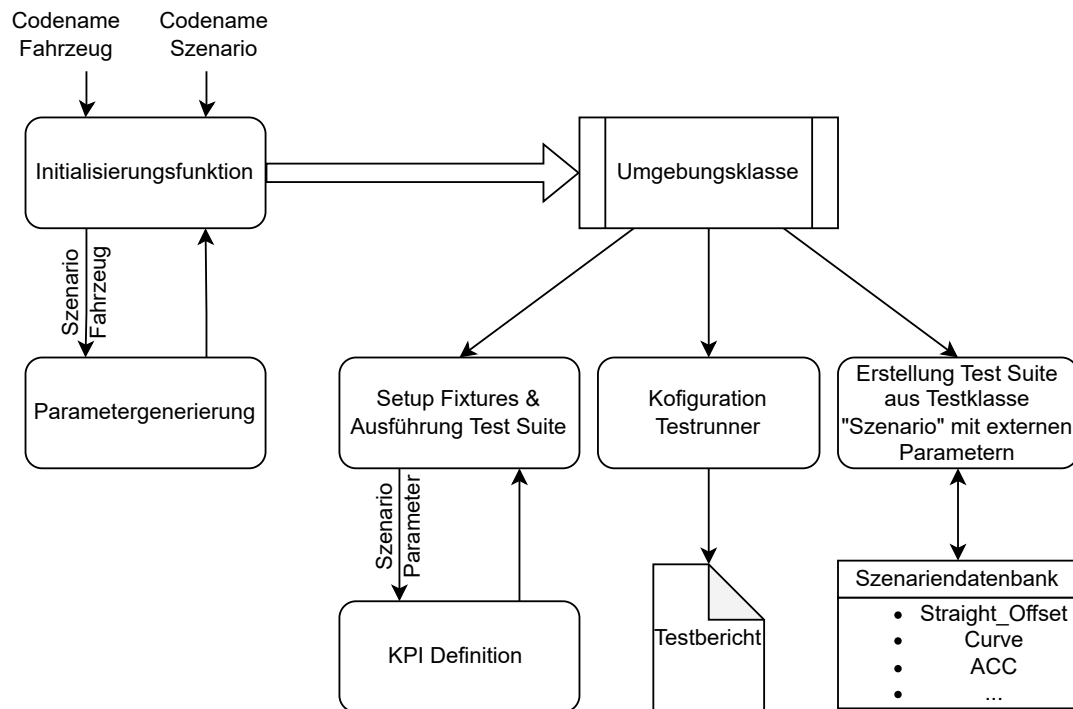 Codename
Fahrzeug
Codename
Szenario
Initialisierungsfunktion
Umgebungsklasse
Szenario
Fahrzeug
Parametergenerierung
Setup Fixtures &
Ausführung Test Suite
Kofiguration
Testrunner
Erstellung Test Suite
aus Testklasse
"Szenario" mit externen
Parametern
Szenario
Parameter
KPI Definition
Testbericht
Szenariendatenbank
• Straight_Offset
• Curve
• ACC
• ...